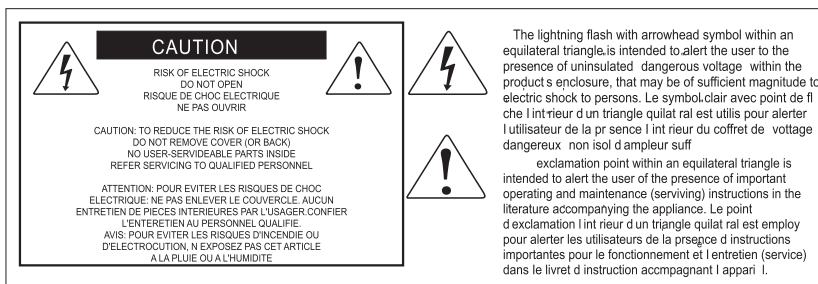 CAUTION
RISK OF ELECTRIC SHOCK
DO NOT OPEN
RISQUE DE CHOC ELECTRIQUE
NE PAS OUVRIR
CAUTION: TO REDUCE THE RISK OF ELECTRIC SHOCK
DO NOT REMOVE COVER (OR BACK)
NO USER-SERVIDEABLE PARTS INSIDE
REFER SERVICING TO QUALIFIED PERSONNEL
ATTENTION: POUR EVITER LES RISQUES DE CHOC
ELECTRIQUE: NE PAS ENLEVER LE COUVERCLE. AUCUN
ENTRETIEN DE PIECES INTERIEURES PAR L'USAGER.CONFIER
L'ENTERETIEN AU PERSONNEL QUALIFIE.
AVIS: POUR EVITER LES RISQUES D'INCENDIE OU
D'ELECTROCUTION, N EXPOSEZ PAS CET ARTICLE
A LA PLUIE OU A L'HUMIDITE
The lightning flash with arrowhead symbol within an
equilateral triangle, is intended to alert the user to the
presence of uninsulated dangerous voltage within the
product s enclosure, that may be of sufficient magnitude to
electric shock to persons. Le symbol clair avec point de fl
che l int rieur d un triangle quilat ral est utilis pour alerter
l utilisateur de la pr sence l int rieur du coffret de vottage
dangereux non isol d ampleur suff
exclamation point within an equilateral triangle is
intended to alert the user of the presence of important
operating and maintenance (serviving) instructions in the
literature accompanying the appliance. Le point
d exclamation l int rieur d un triangle quilat ral est employ
pour alerter les utilisateurs de la prsence d instructions
importantes pour le fonctionnement et l entretien (service)
dans le livret d instruction accmpagnant l appari l.